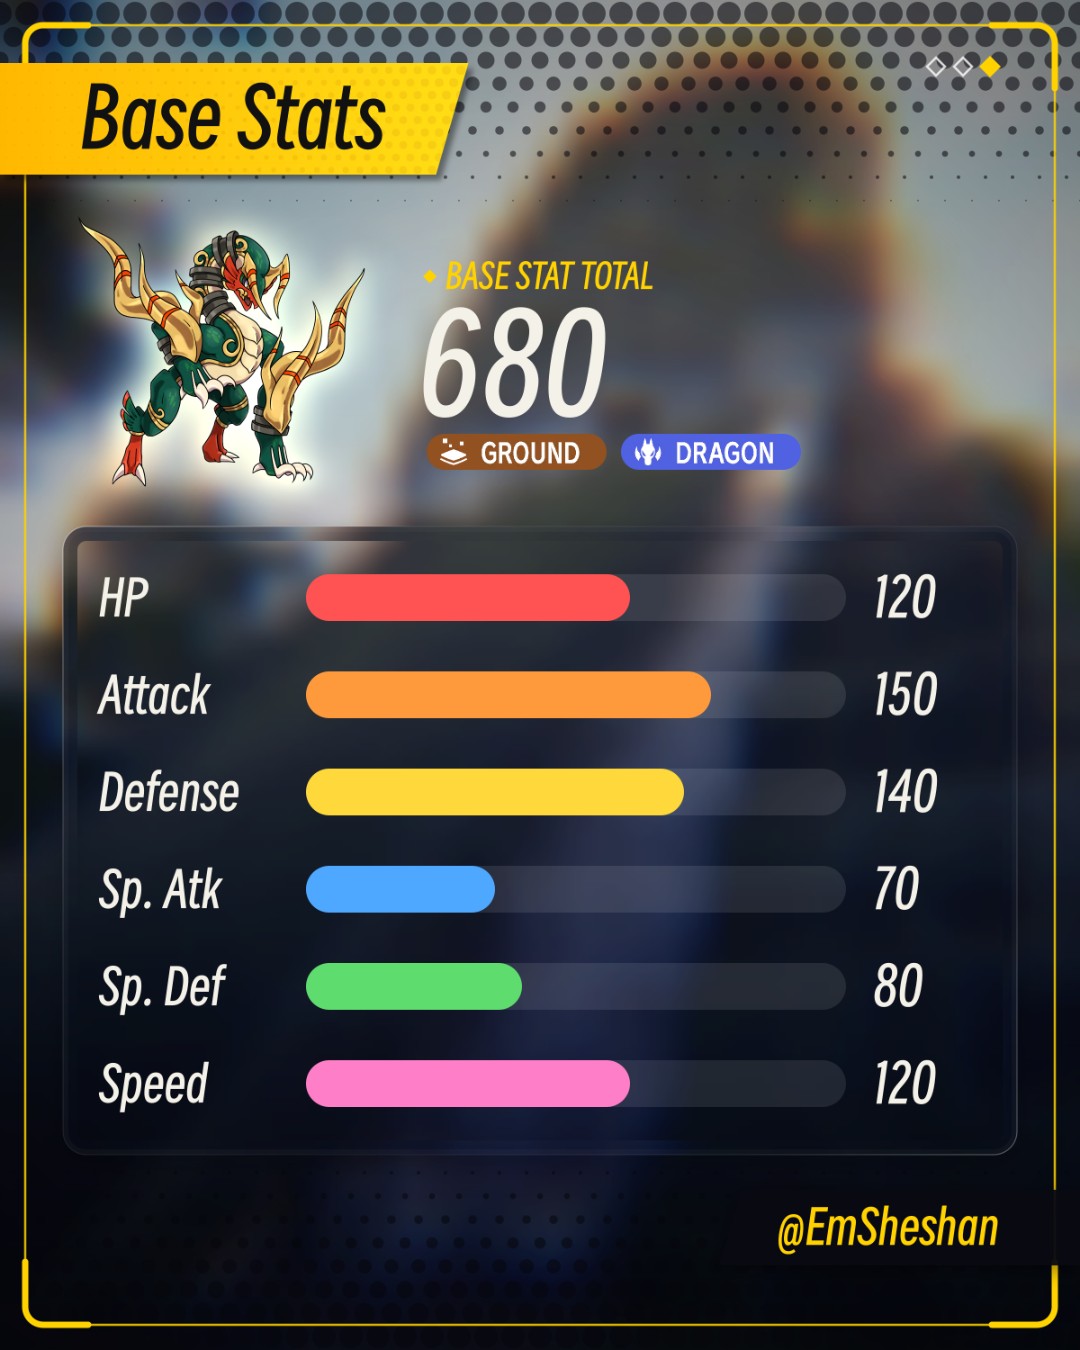 Base Stats
BASE STAT TOTAL
680
GROUND DRAGON
HP 120
Attack 150
Defense 140
Sp. Atk 70
Sp. Def 80
Speed 120
@EmSheshan